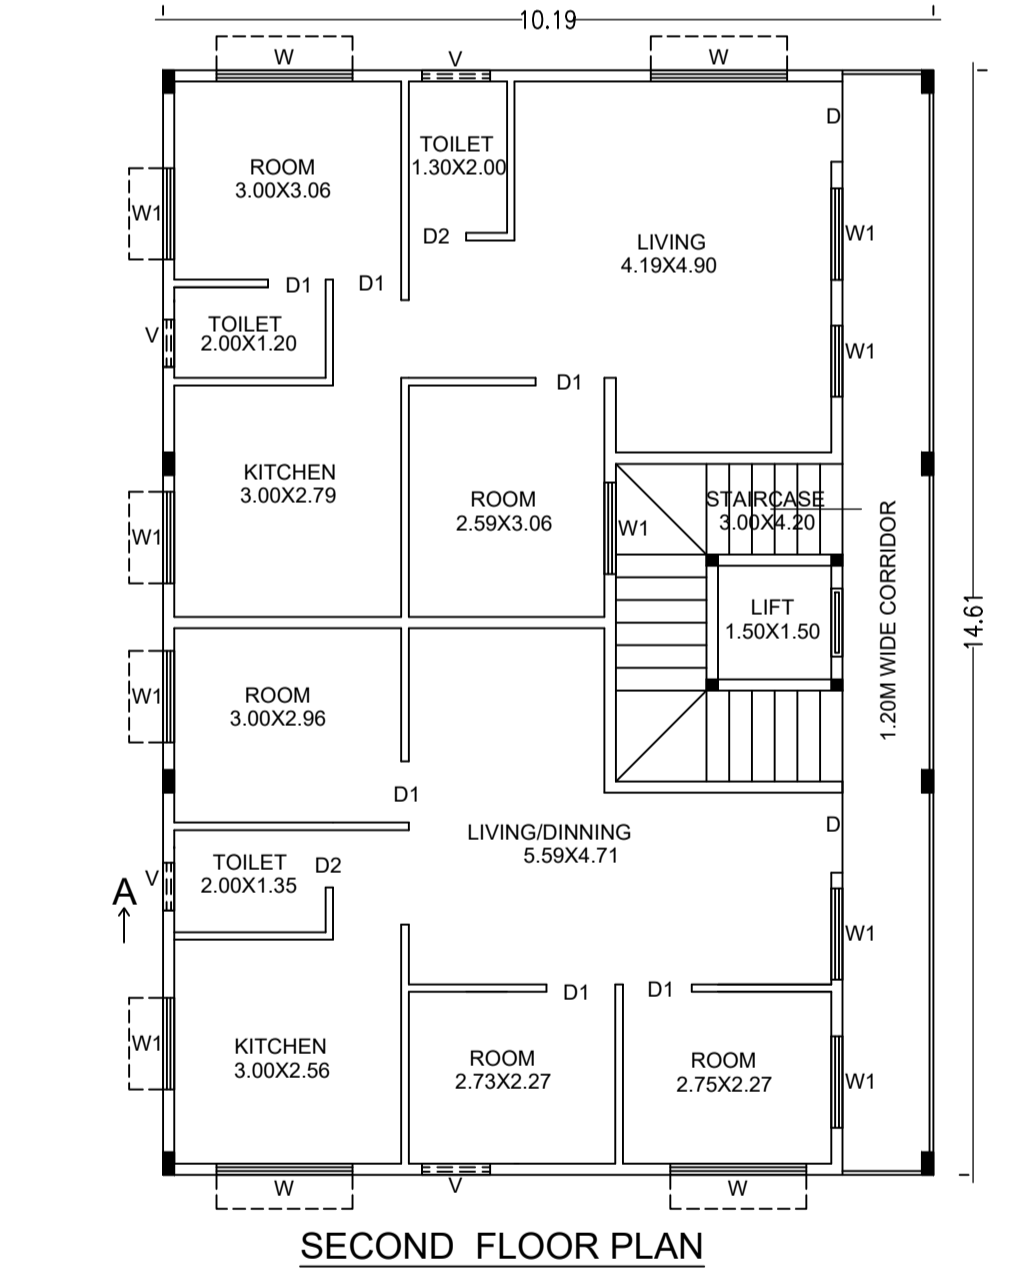 10.19
W
V
W
D
ROOM
3.00X3.06
TOILET
1.30X2.00
W1
D2
LIVING
4.19X4.90
W1
D1
D1
V
TOILET
2.00X1.20
W1
D1
KITCHEN
3.00X2.79
ROOM
2.59X3.06
W1
W1
STAIRCASE
3.00X4.20
LIFT
1.50X1.50
1.20M WIDE CORRIDOR
14.61
W1
ROOM
3.00X2.96
D1
LIVING/DINNING
5.59X4.71
D
V
TOILET
2.00X1.35
D2
A
W1
D1
D1
W1
KITCHEN
3.00X2.56
ROOM
2.73X2.27
ROOM
2.75X2.27
W1
W
V
W
SECOND FLOOR PLAN